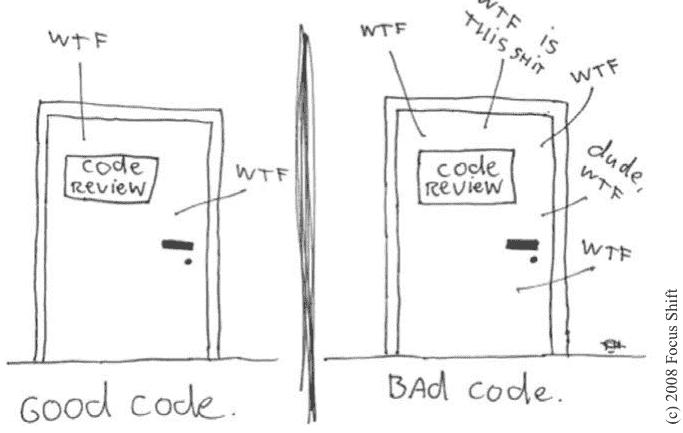 WTF
code
REVIEW
WTF
GOOD code.
WTF
WTF is
THIS SHIT
WTF
code
REVIEW
dude,
WTF
WTF
BAd code.
(c) 2008 Focus Shift